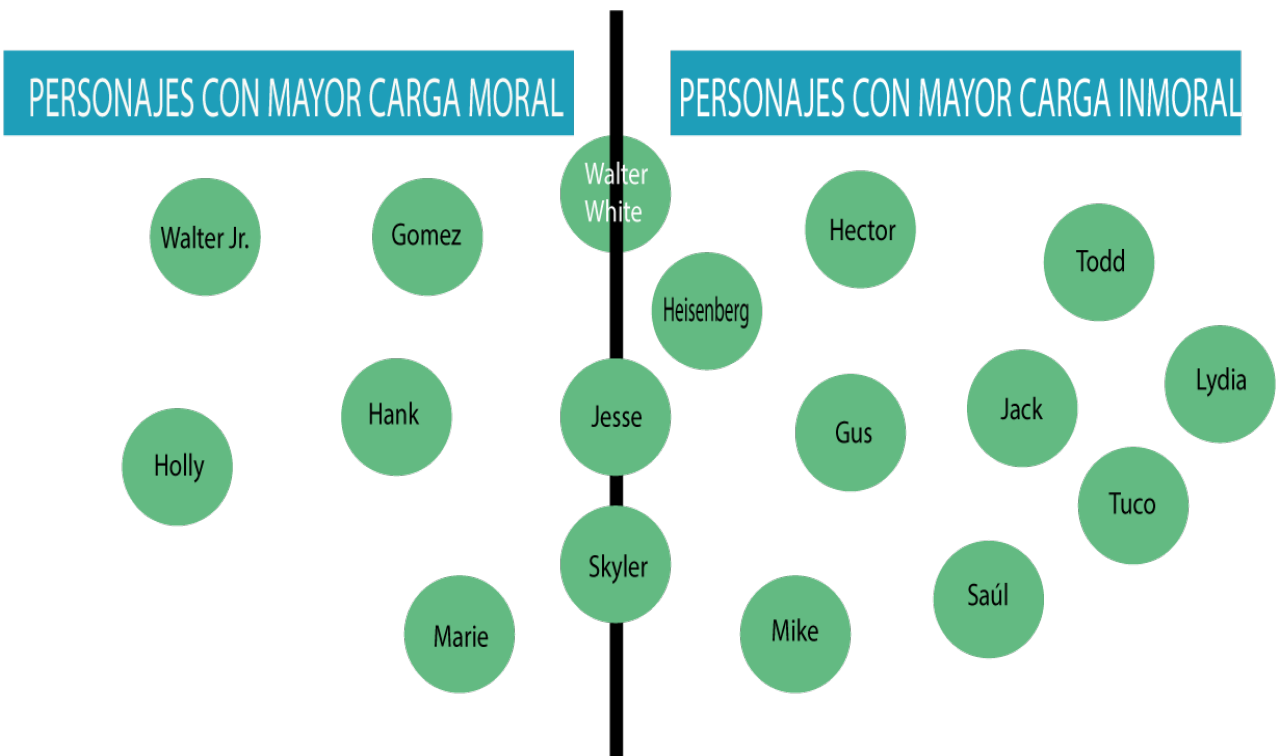 PERSONAJES CON MAYOR CARGA MORAL
PERSONAJES CON MAYOR CARGA INMORAL
Walter
White
Walter Jr.
Gomez
Hector
Todd
Heisenberg
Hank
Jesse
Gus
Jack
Lydia
Holly
Tuco
Skyler
Saúl
Marie
Mike